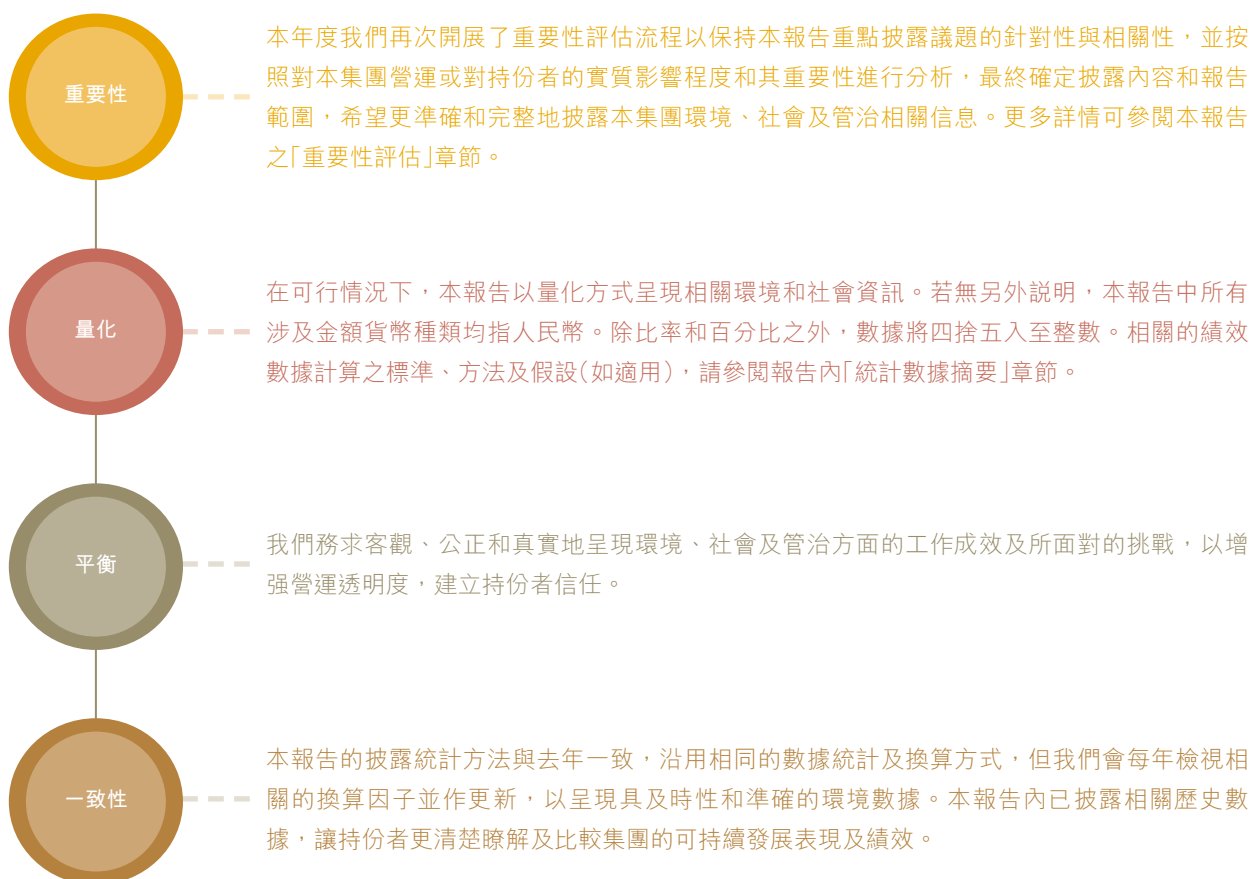 重要性
本年度我們再次開展了重要性評估流程以保持本報告重點披露議題的針對性與相關性，並按
照對本集團營運或對持份者的實質影響程度和其重要性進行分析，最終確定披露內容和報告
範圍，希望更準確和完整地披露本集團環境、社會及管治相關信息。更多詳情可參閱本報告
之「重要性評估」章節。
量化
在可行情況下，本報告以量化方式呈現相關環境和社會資訊。若無另外説明，本報告中所有
涉及金額貨幣種類均指人民幣。除比率和百分比之外，數據將四捨五入至整數。相關的績效
數據計算之標準、方法及假設(如適用)，請參閱報告內「統計數據摘要」章節。
平衡
我們務求客觀、公正和真實地呈現環境、社會及管治方面的工作成效及所面對的挑戰，以增
强營運透明度，建立持份者信任。
一致性
本報告的披露統計方法與去年一致，沿用相同的數據統計及換算方式，但我們會每年檢視相
關的換算因子並作更新，以呈現具及時性和準確的環境數據。本報告內已披露相關歷史數
據，讓持份者更清楚瞭解及比較集團的可持續發展表現及績效。